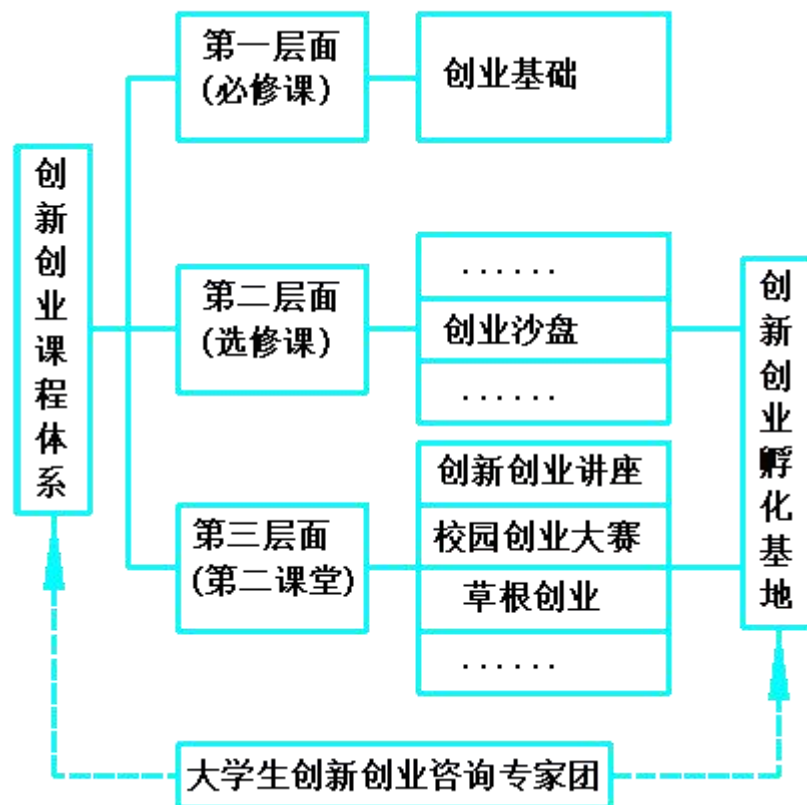 创新创业课程体系
第一层面
(必修课)
创业基础
第二层面
(选修课)
......
创业沙盘
......
第三层面
(第二课堂)
创新创业讲座
校园创业大赛
草根创业
......
创新创业孵化基地
大学生创新创业咨询专家团